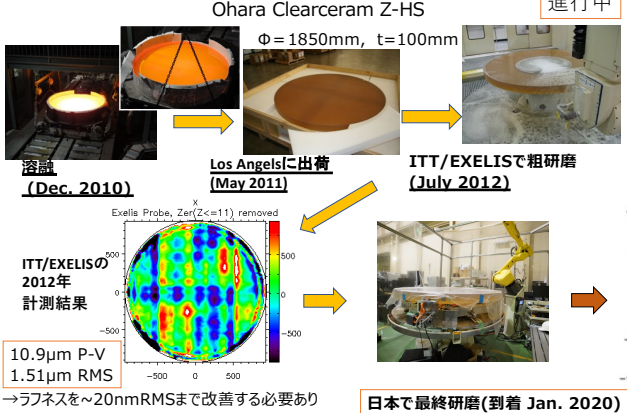 Ohara Clearceram Z-HS
進行中
Φ=1850mm, t=100mm
溶融
(Dec. 2010)
Los Angelsに出荷
(May 2011)
ITT/EXELISで粗研磨
(July 2012)
X
Exelis Probe, Zer(Z<=11) removed
ITT/EXELISの
2012年
計測結果
500
0
-500
500
0
-500
-500 0 500
10.9μm P-V
1.51μm RMS
→ラフネスを~20nmRMSまで改善する必要あり
日本で最終研磨(到着 Jan. 2020)